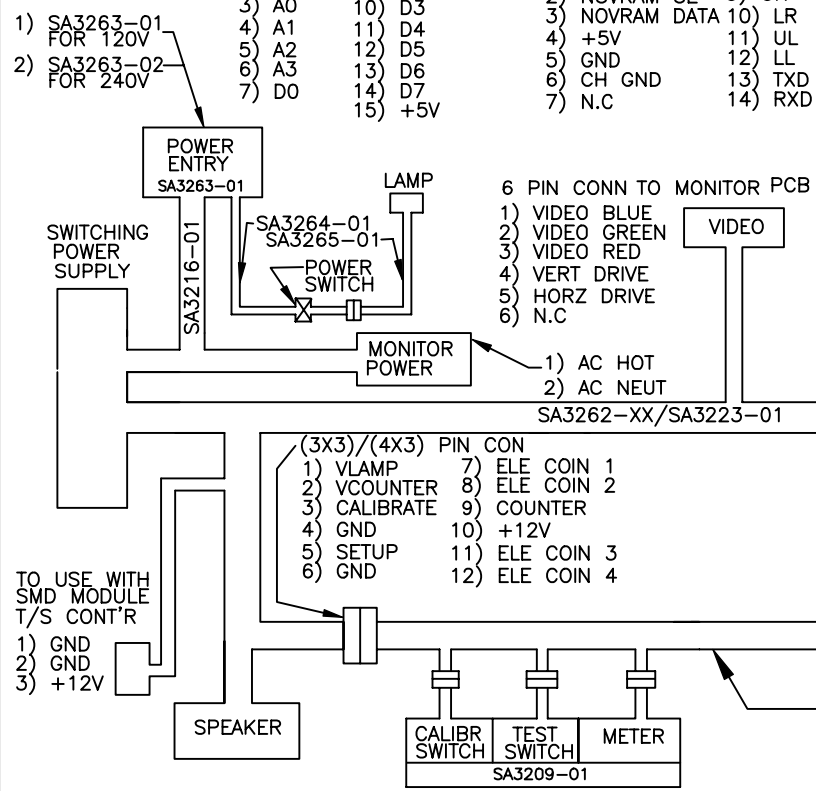 1) SA3263-01
FOR 120V
2) SA3263-02
FOR 240V
3) A0
4) A1
5) A2
6) A3
7) D0
10) D3
11) D4
12) D5
13) D6
14) D7
15) +5V
3) NOVRAM DATA
4) +5V
5) GND
6) CH GND
7) N.C
10) LR
11) UL
12) LL
13) TXD
14) RXD
POWER
ENTRY
SA3263-01
LAMP
SA3264-01
SA3265-01
POWER
SWITCH
SA3216-01
SWITCHING
POWER
SUPPLY
MONITOR
POWER
1) AC HOT
2) AC NEUT
6 PIN CONN TO MONITOR PCB
1) VIDEO BLUE
2) VIDEO GREEN
3) VIDEO RED
4) VERT DRIVE
5) HORZ DRIVE
6) N.C
VIDEO
SA3262-XX/SA3223-01
(3X3)/(4X3) PIN CON
1) VLAMP
2) VCOUNTER
3) CALIBRATE
4) GND
5) SETUP
6) GND
7) ELE COIN 1
8) ELE COIN 2
9) COUNTER
10) +12V
11) ELE COIN 3
12) ELE COIN 4
TO USE WITH
SMD MODULE
T/S CONT'R
1) GND
2) GND
3) +12V
SPEAKER
CALIBR
SWITCH
TEST
SWITCH
METER
SA3209-01